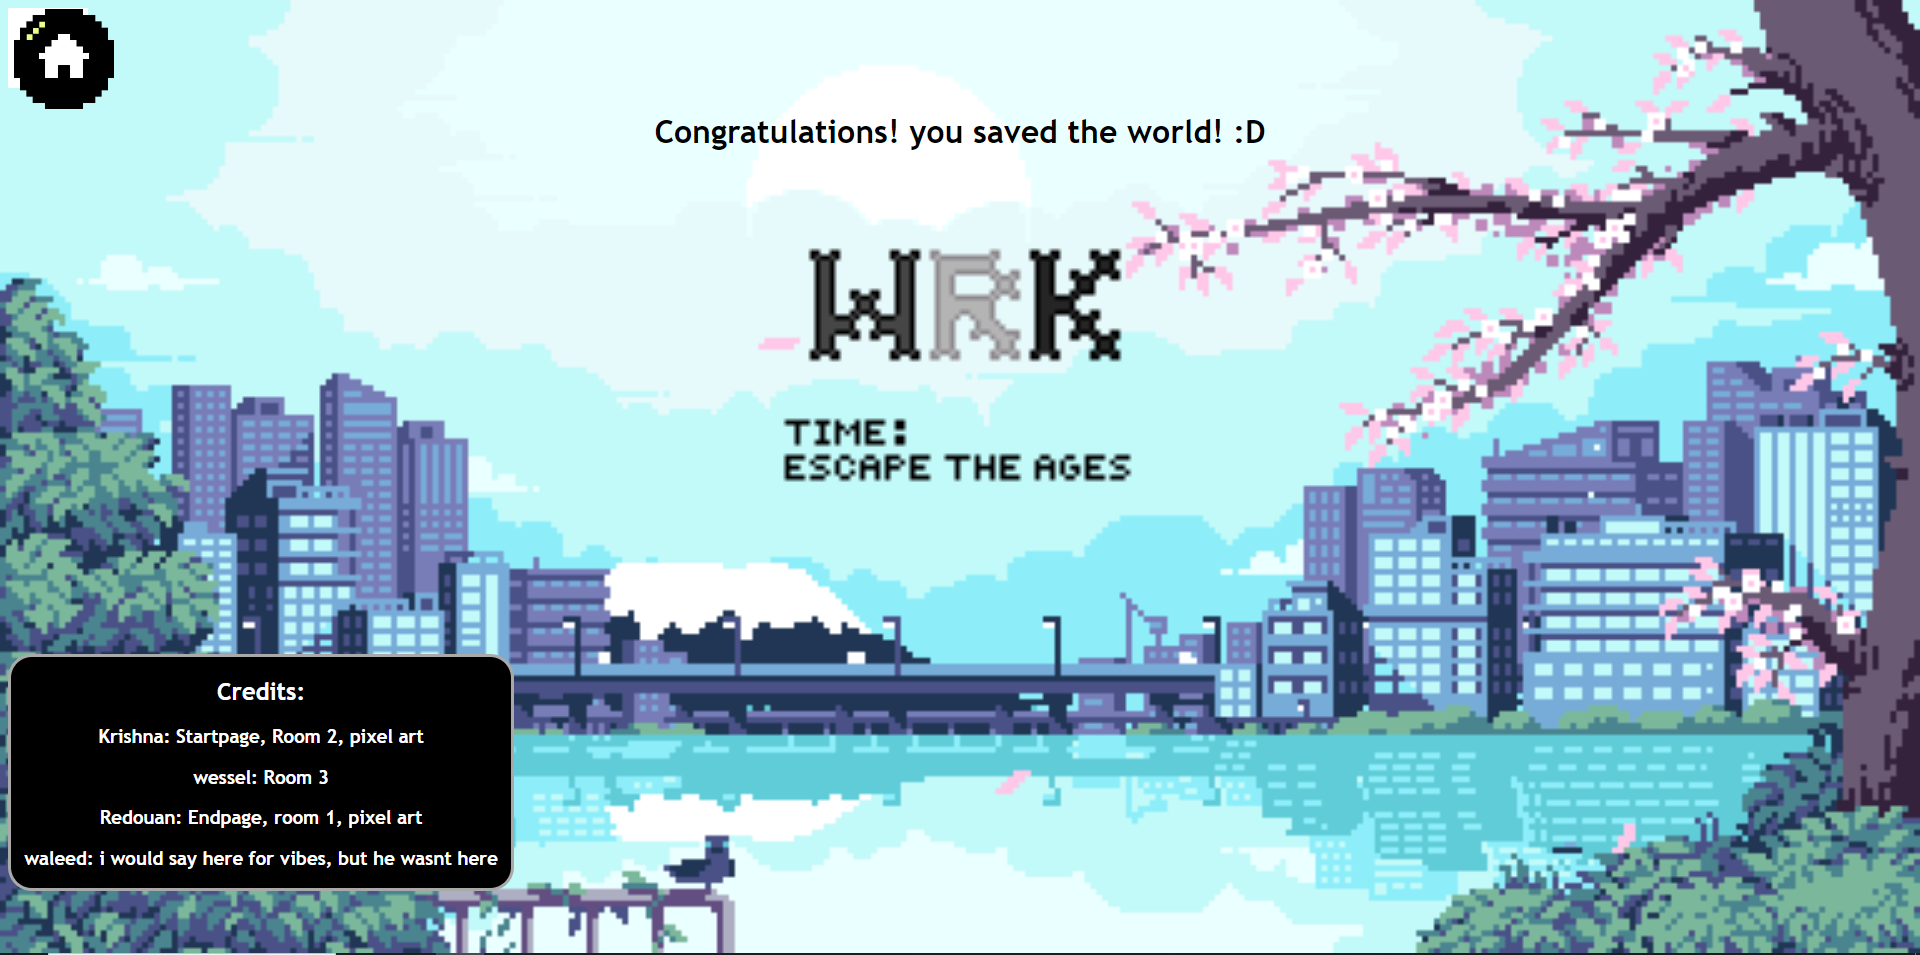 Congratulations! you saved the world! :D
WRK
TIME:
ESCAPE THE AGES
Credits:
Krishna: Startpage, Room 2, pixel art
wessel: Room 3
Redouan: Endpage, room 1, pixel art
waleed: i would say here for vibes, but he wasnt here